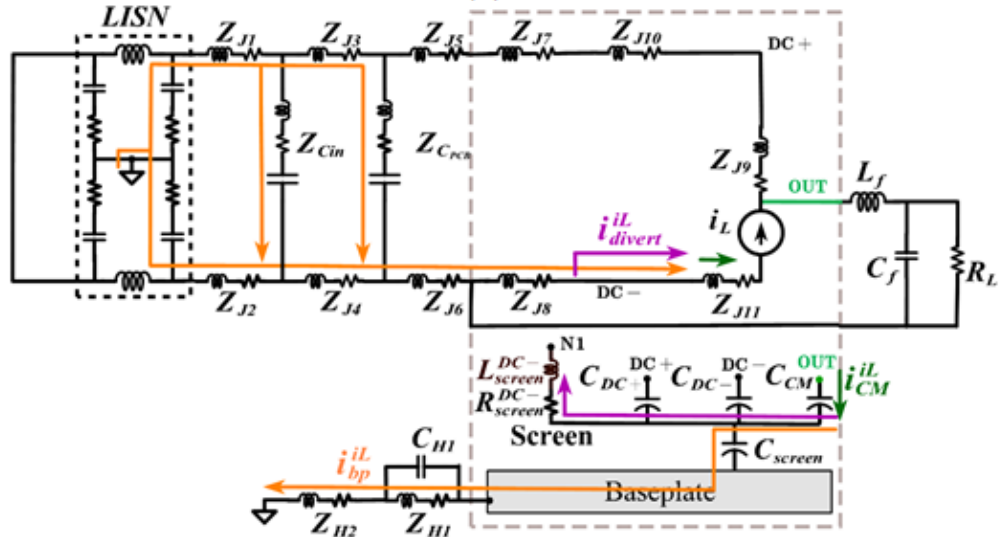 LISN
Z_J1
Z_J3
Z_J5
Z_J7
Z_J10
DC+
Z_Cin
Z_C_PCB
Z_J9
OUT
L_f
i_L
i_divert^iL
C_f
R_L
DC−
Z_J2
Z_J4
Z_J6
Z_J8
Z_J11
N1
L_screen^DC−
C_DC+
DC+
C_DC−
DC−
C_CM
OUT
i_CM^iL
R_screen^DC−
Screen
C_H1
C_screen
i_bp^iL
Baseplate
Z_H2
Z_H1